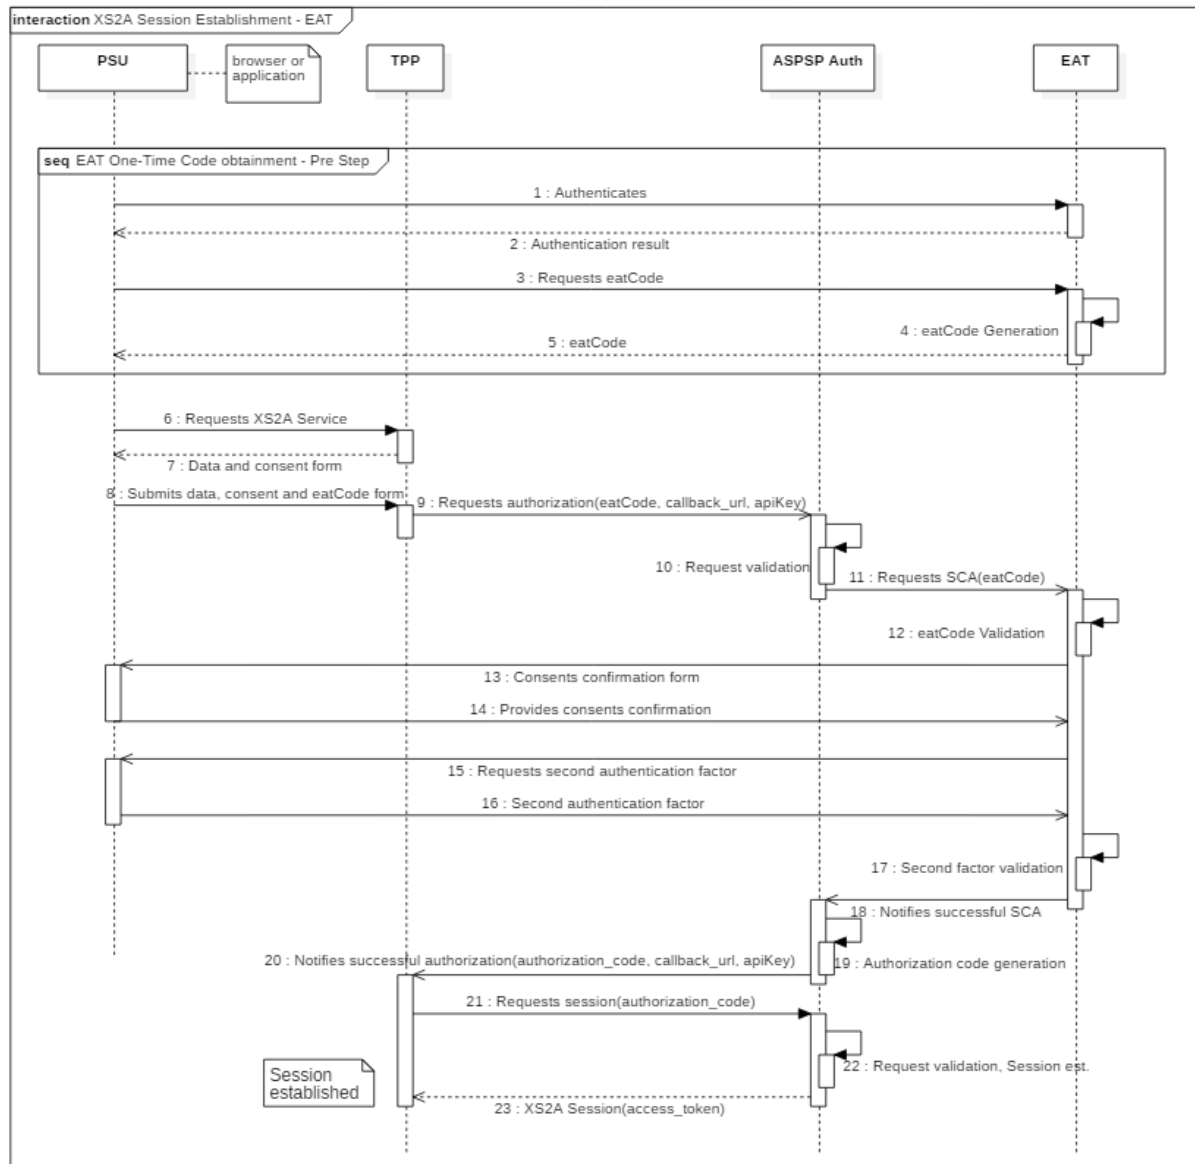 interaction XS2A Session Establishment - EAT
PSU
browser or
application
TPP
ASPSP Auth
EAT
seq EAT One-Time Code obtainment - Pre Step
1 : Authenticates
2 : Authentication result
3 : Requests eatCode
4 : eatCode Generation
5 : eatCode
6 : Requests XS2A Service
7 : Data and consent form
8 : Submits data, consent and eatCode form
9 : Requests authorization(eatCode, callback_url, apiKey)
10 : Request validation
11 : Requests SCA(eatCode)
12 : eatCode Validation
13 : Consents confirmation form
14 : Provides consents confirmation
15 : Requests second authentication factor
16 : Second authentication factor
17 : Second factor validation
18 : Notifies successful SCA
19 : Authorization code generation
20 : Notifies successful authorization(authorization_code, callback_url, apiKey)
21 : Requests session(authorization_code)
22 : Request validation, Session est.
Session
established
23 : XS2A Session(access_token)